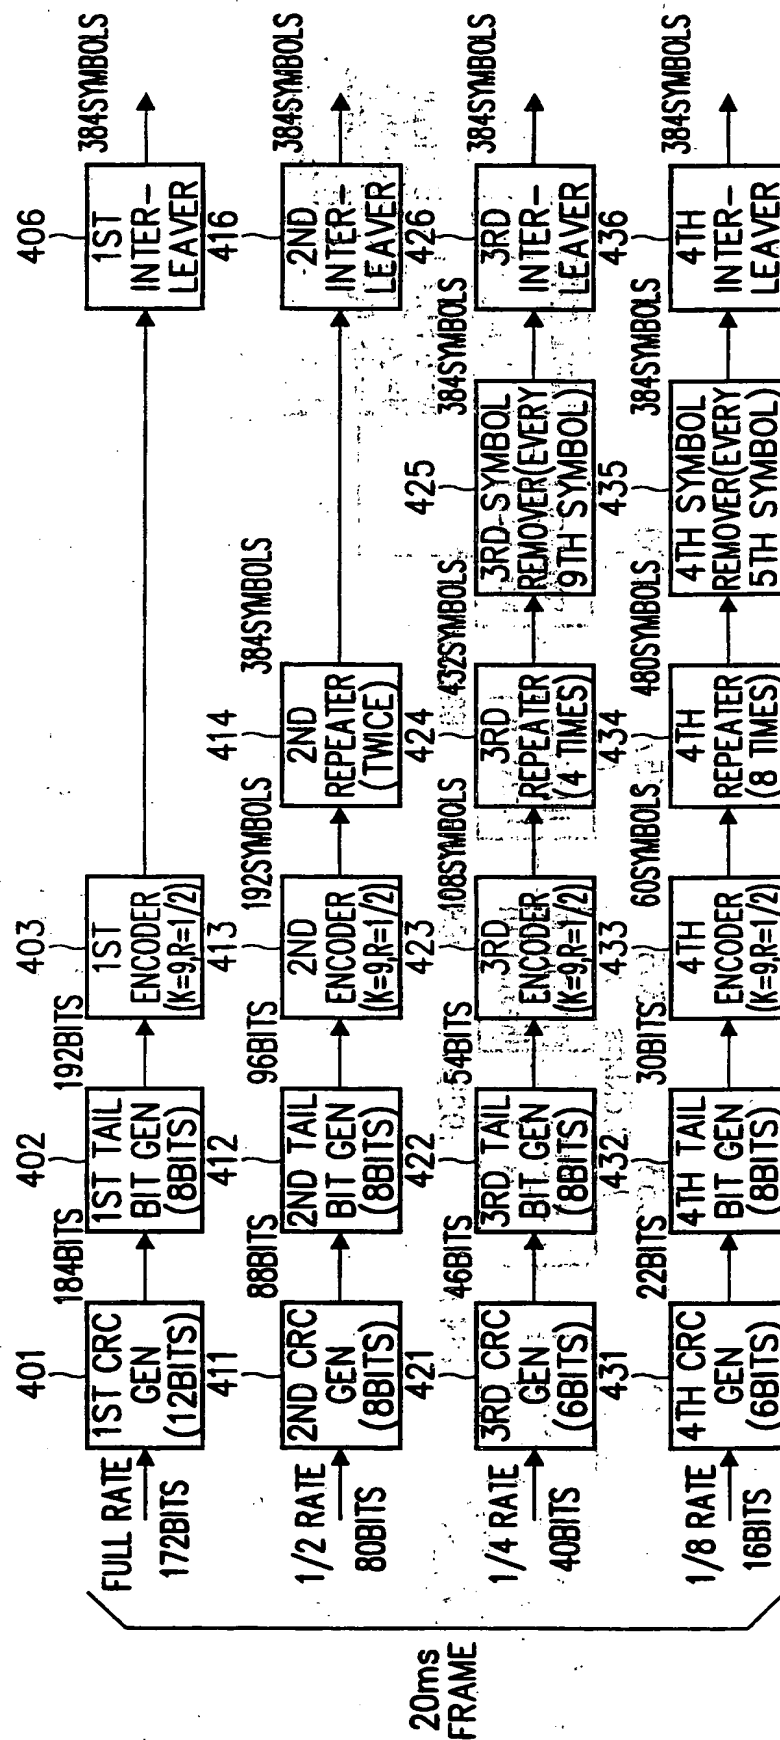 20ms
FRAME
FULL RATE
172BITS
401
1ST CRC
GEN
(12BITS)
184BITS
402
1ST TAIL
BIT GEN
(8BITS)
192BITS
403
1ST
ENCODER
(K=9,R=1/2)
406
1ST
INTER-
LEAVER
384SYMBOLS
1/2 RATE
80BITS
411
2ND CRC
GEN
(8BITS)
88BITS
412
2ND TAIL
BIT GEN
(8BITS)
96BITS
413
2ND
ENCODER
(K=9,R=1/2)
192SYMBOLS
414
2ND
REPEATER
(TWICE)
384SYMBOLS
416
2ND
INTER-
LEAVER
384SYMBOLS
1/4 RATE
40BITS
421
3RD CRC
GEN
(6BITS)
46BITS
422
3RD TAIL
BIT GEN
(8BITS)
54BITS
423
3RD
ENCODER
(K=9,R=1/2)
108SYMBOLS
424
3RD
REPEATER
(4 TIMES)
432SYMBOLS
425
3RD SYMBOL
REMOVER(EVERY
9TH SYMBOL)
384SYMBOLS
426
3RD
INTER-
LEAVER
384SYMBOLS
1/8 RATE
16BITS
431
4TH CRC
GEN
(6BITS)
22BITS
432
4TH TAIL
BIT GEN
(8BITS)
30BITS
433
4TH
ENCODER
(K=9,R=1/2)
60SYMBOLS
434
4TH
REPEATER
(8 TIMES)
480SYMBOLS
435
4TH SYMBOL
REMOVER(EVERY
5TH SYMBOL)
384SYMBOLS
436
4TH
INTER-
LEAVER
384SYMBOLS